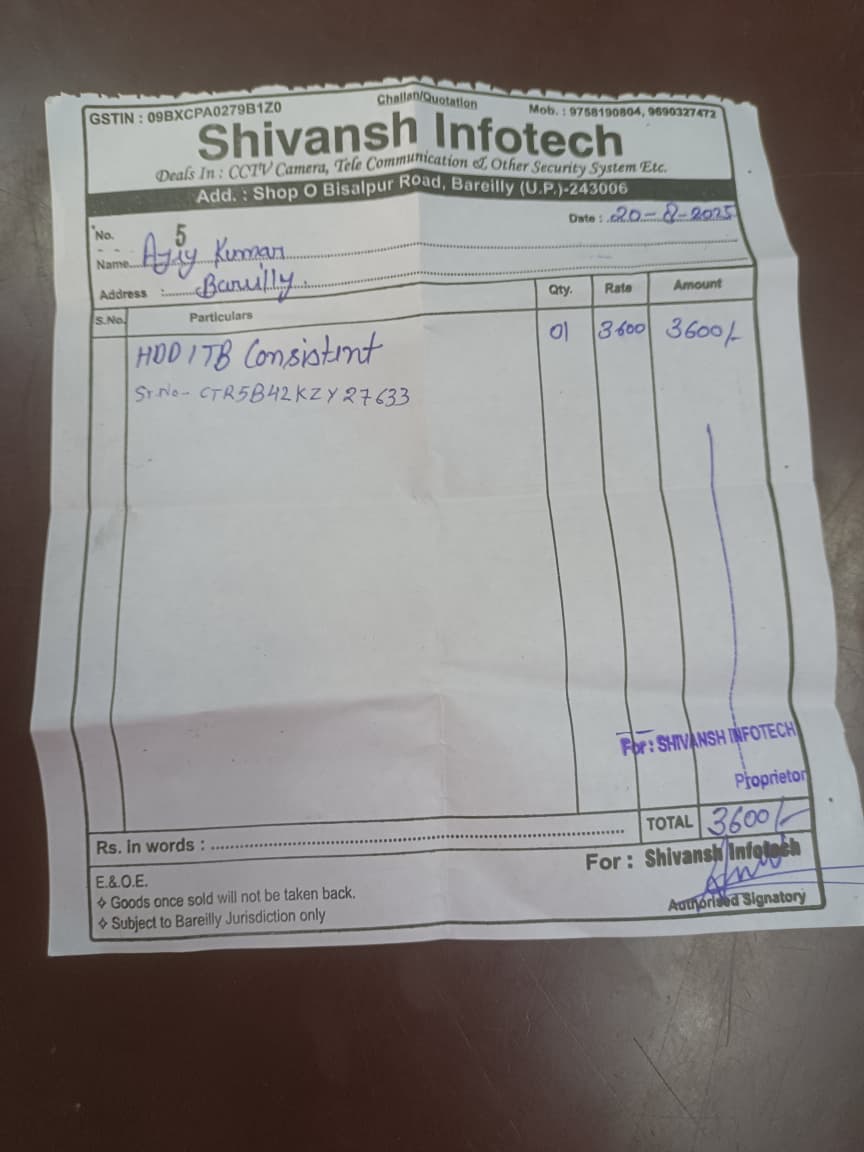 GSTIN : 09BXCPA0279B1Z0 Challan/Quotation Mob. : 9758190804, 9690327472
Shivansh Infotech
Deals In : CCTV Camera, Tele Communication & Other Security System Etc.
Add. : Shop O Bisalpur Road, Bareilly (U.P.)-243006
No. 5 Date : 20-8-2025
Name Ajay Kumar
Address : Bareilly
S.No. Particulars Qty. Rate Amount
HDD 1TB Consistent 01 3600 3600/-
Sr.No- CTR5B42KZY27633
For : SHIVANSH INFOTECH
Proprietor
TOTAL 3600/-
Rs. in words :
For : Shivansh Infotech
E.&O.E.
❖ Goods once sold will not be taken back.
Authorised Signatory
❖ Subject to Bareilly Jurisdiction only